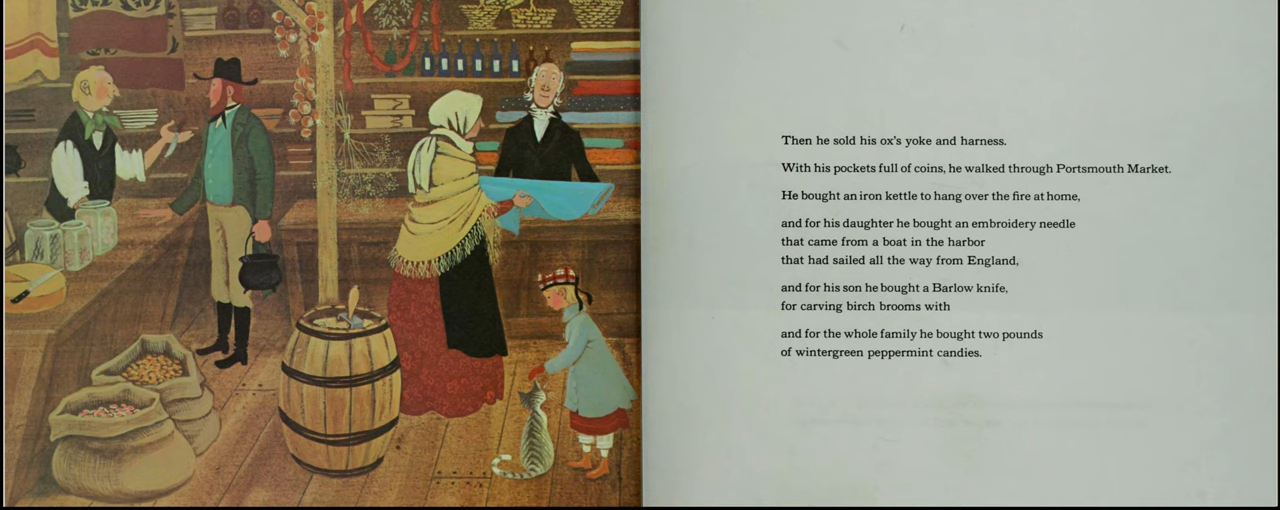 Then he sold his ox's yoke and harness.
With his pockets full of coins, he walked through Portsmouth Market.
He bought an iron kettle to hang over the fire at home,
and for his daughter he bought an embroidery needle
that came from a boat in the harbor
that had sailed all the way from England,
and for his son he bought a Barlow knife,
for carving birch brooms with
and for the whole family he bought two pounds
of wintergreen peppermint candies.